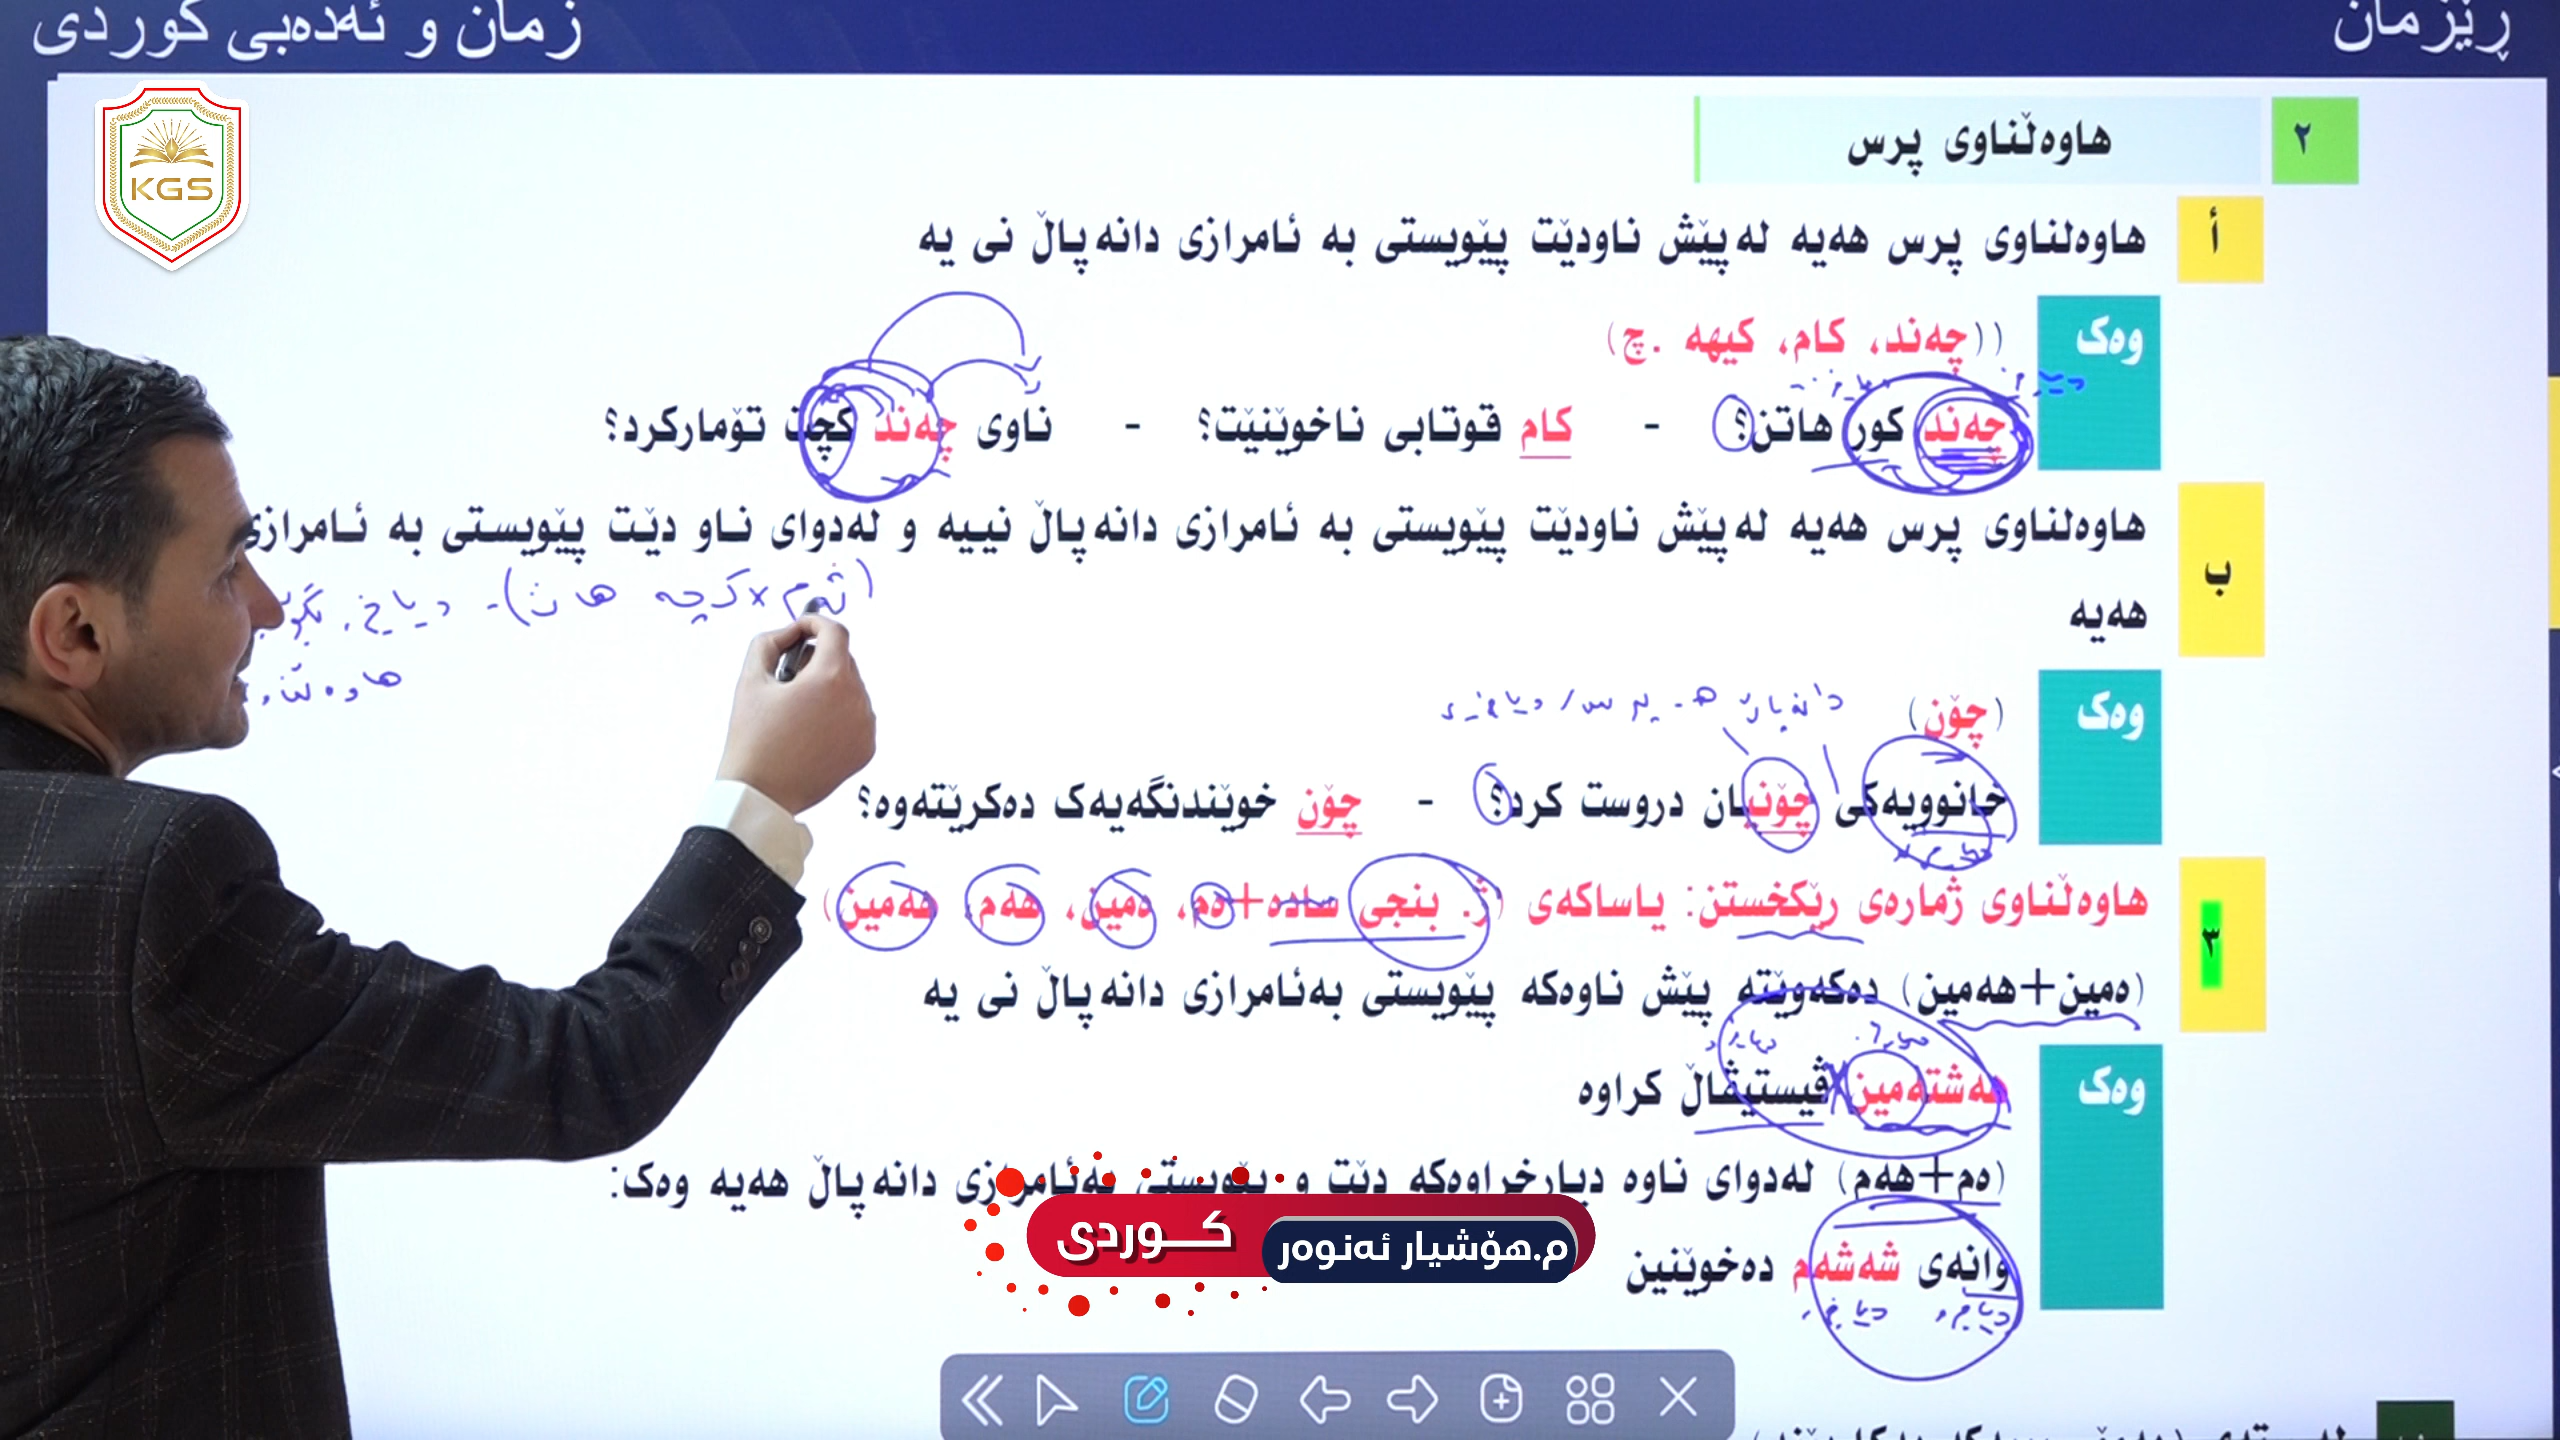 ڕێزمان
زمان و ئەدەبی کوردی
KGS
٢
هاوەڵناوی پرس
أ
هاوەلناوی پرس هەیە لەپێش ناودێت پێویستی بە ئامرازی دانەپاڵ نی یە
وەک
((چەند، کام، کیهە .چ)
چەند کور هاتن؟ - کام قوتابی ناخوێنێت؟ - ناوی چەند کچت تۆمارکرد؟
ب
هاوەلناوی پرس هەیە لەپێش ناودێت پێویستی بە ئامرازی دانەپاڵ نییە و لەدوای ناو دێت پێویستی بە ئامرازی
هەیە
وەک
(چۆن)
خانوویەکی چۆنیان دروست کرد؟ - چۆن خوێندنگەیەک دەکرێتەوە؟
٣
هاوەڵناوی ژمارەی رێکخستن: یاساکەی (ژ. بنجی سادە+ەم، ەمین، هەم، هەمین)
(ەمین+هەمین) دەکەوێتە پێش ناوەکە پێویستی بەئامرازی دانەپاڵ نی یە
وەک
هەشتەمین ڤیستیڤاڵ کراوە
(ەم+هەم) لەدوای ناوە دیارخراوەکە دێت و پێویستی بەئامرازی دانەپاڵ هەیە وەک:
وانەی شەشەم دەخوێنین
م.هۆشیار ئەنوەر
کوردی